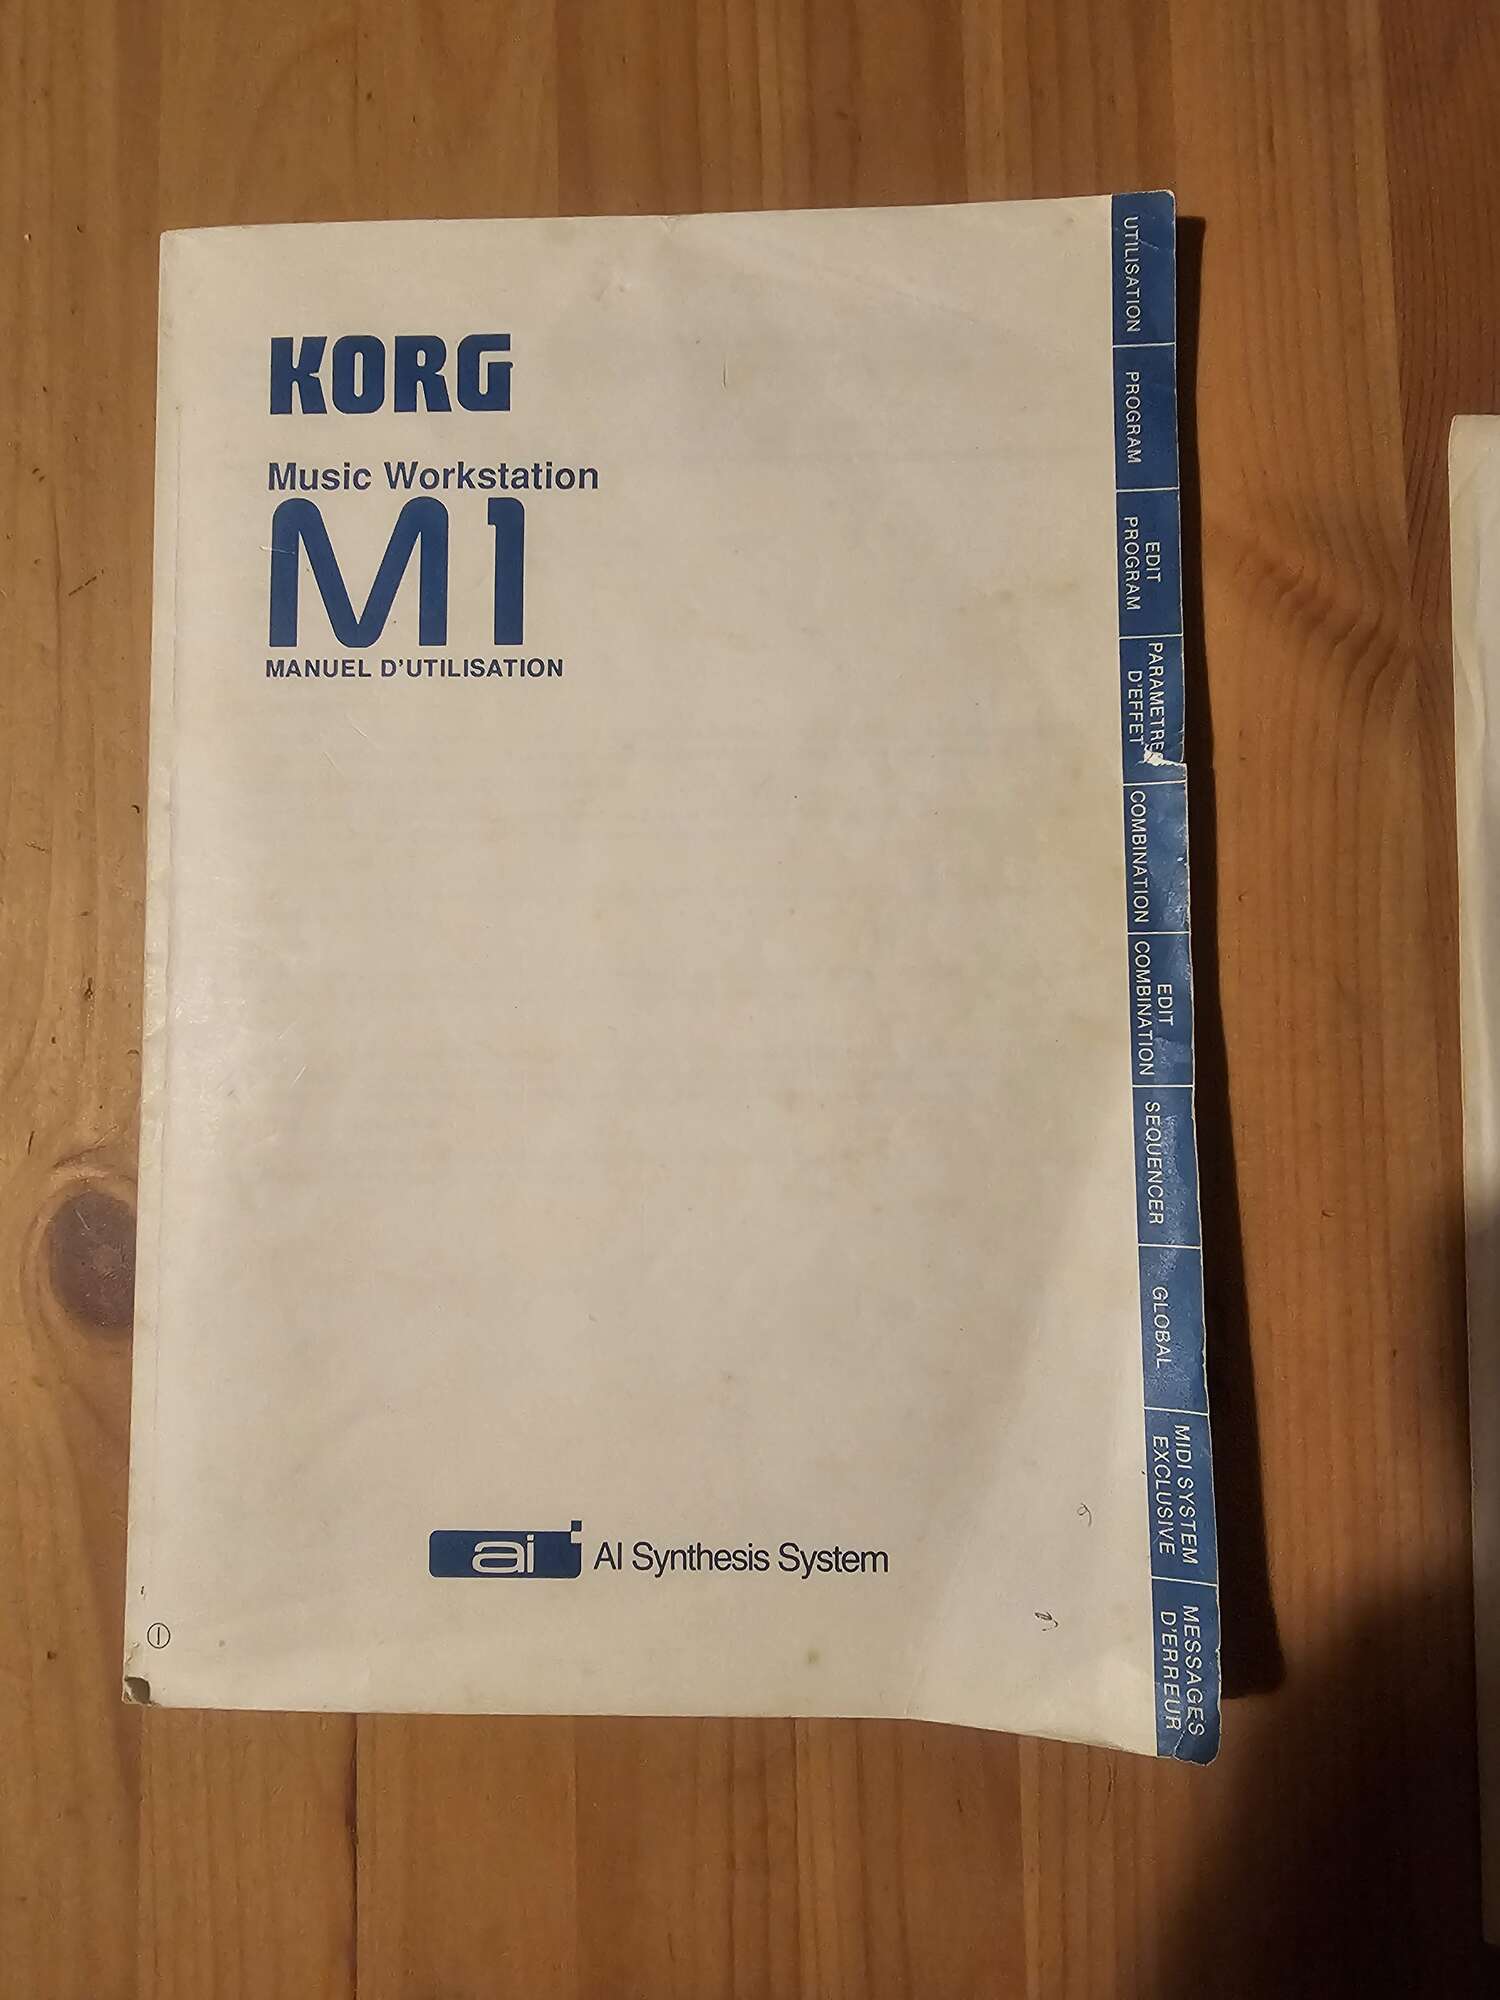 KORG
Music Workstation
M1
MANUEL D'UTILISATION
ai
AI Synthesis System
UTILISATION
PROGRAM
EDIT
PROGRAM
PARAMETRE
D'EFFET
COMBINATION
EDIT
COMBINATION
SEQUENCER
GLOBAL
MIDI SYSTEM
EXCLUSIVE
MESSAGES
D'ERREUR
①